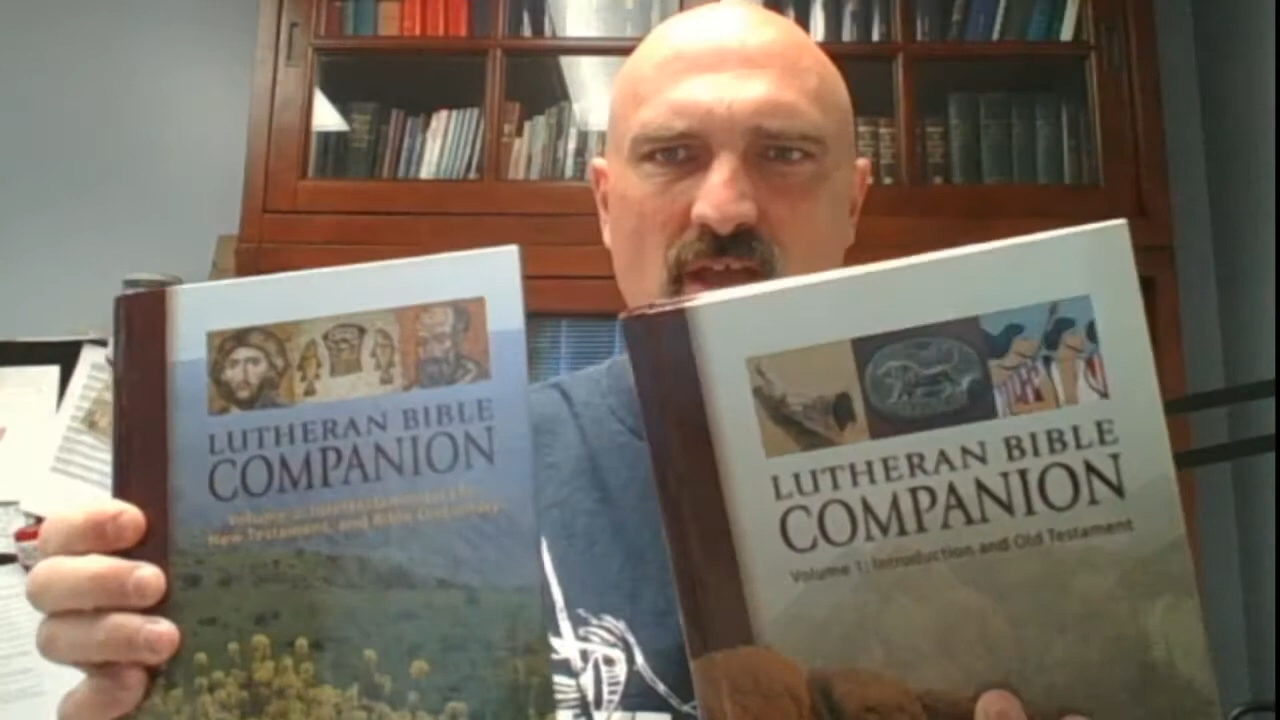 LUTHERAN BIBLE
COMPANION
New Testament, and Bible Dictionary
LUTHERAN BIBLE
COMPANION
Volume 1: Introduction and Old Testament